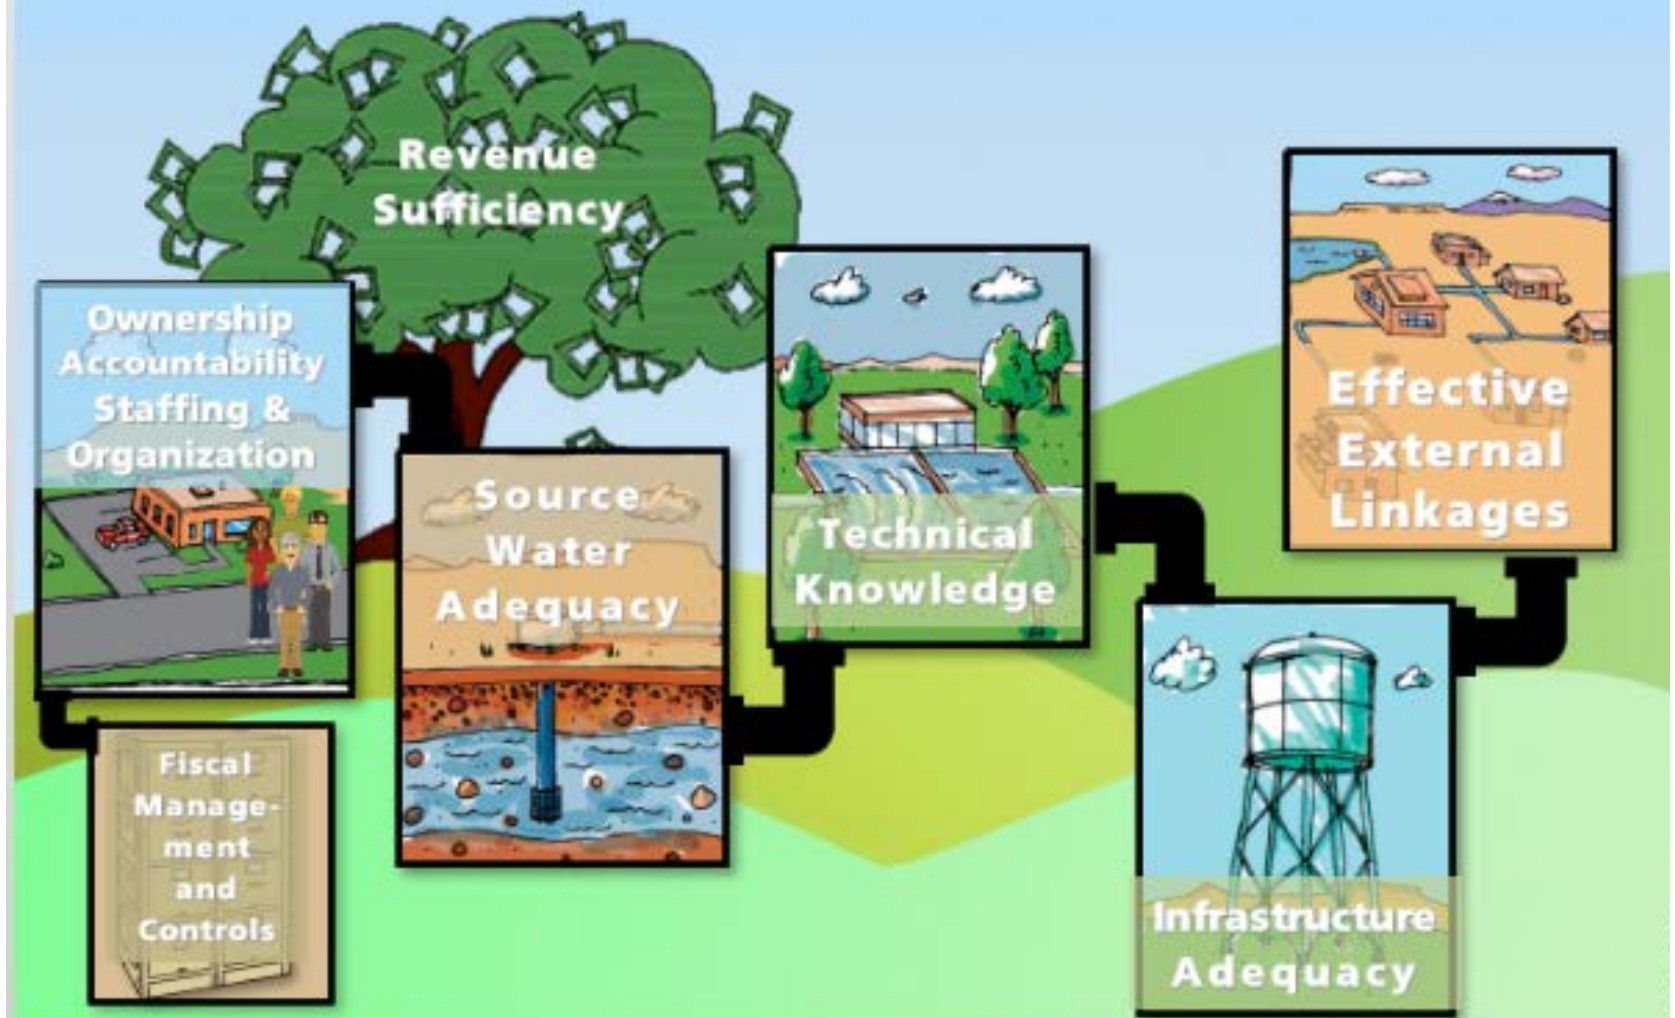 Revenue
Sufficiency
Ownership
Accountability
Staffing &
Organization
Fiscal
Manage-
ment
and
Controls
Source
Water
Adequacy
Technical
Knowledge
Infrastructure
Adequacy
Effective
External
Linkages